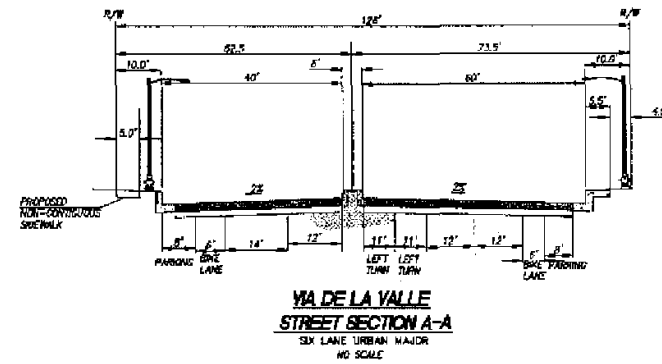 R/W R/W
126'
52.5 73.5'
10.0' 6' 10.0'
40' 60'
5.5'
5.0' 4.0
2% 2%
PROPOSED
NON-CONTIGUOUS
SIDEWALK
8' 6' 14' 12' 11' 11' 12' 12' 6' 8'
PARKING BIKE LANE LEFT TURN LEFT TURN BIKE LANE PARKING
VIA DE LA VALLE
STREET SECTION A-A
SIX LANE URBAN MAJOR
NO SCALE